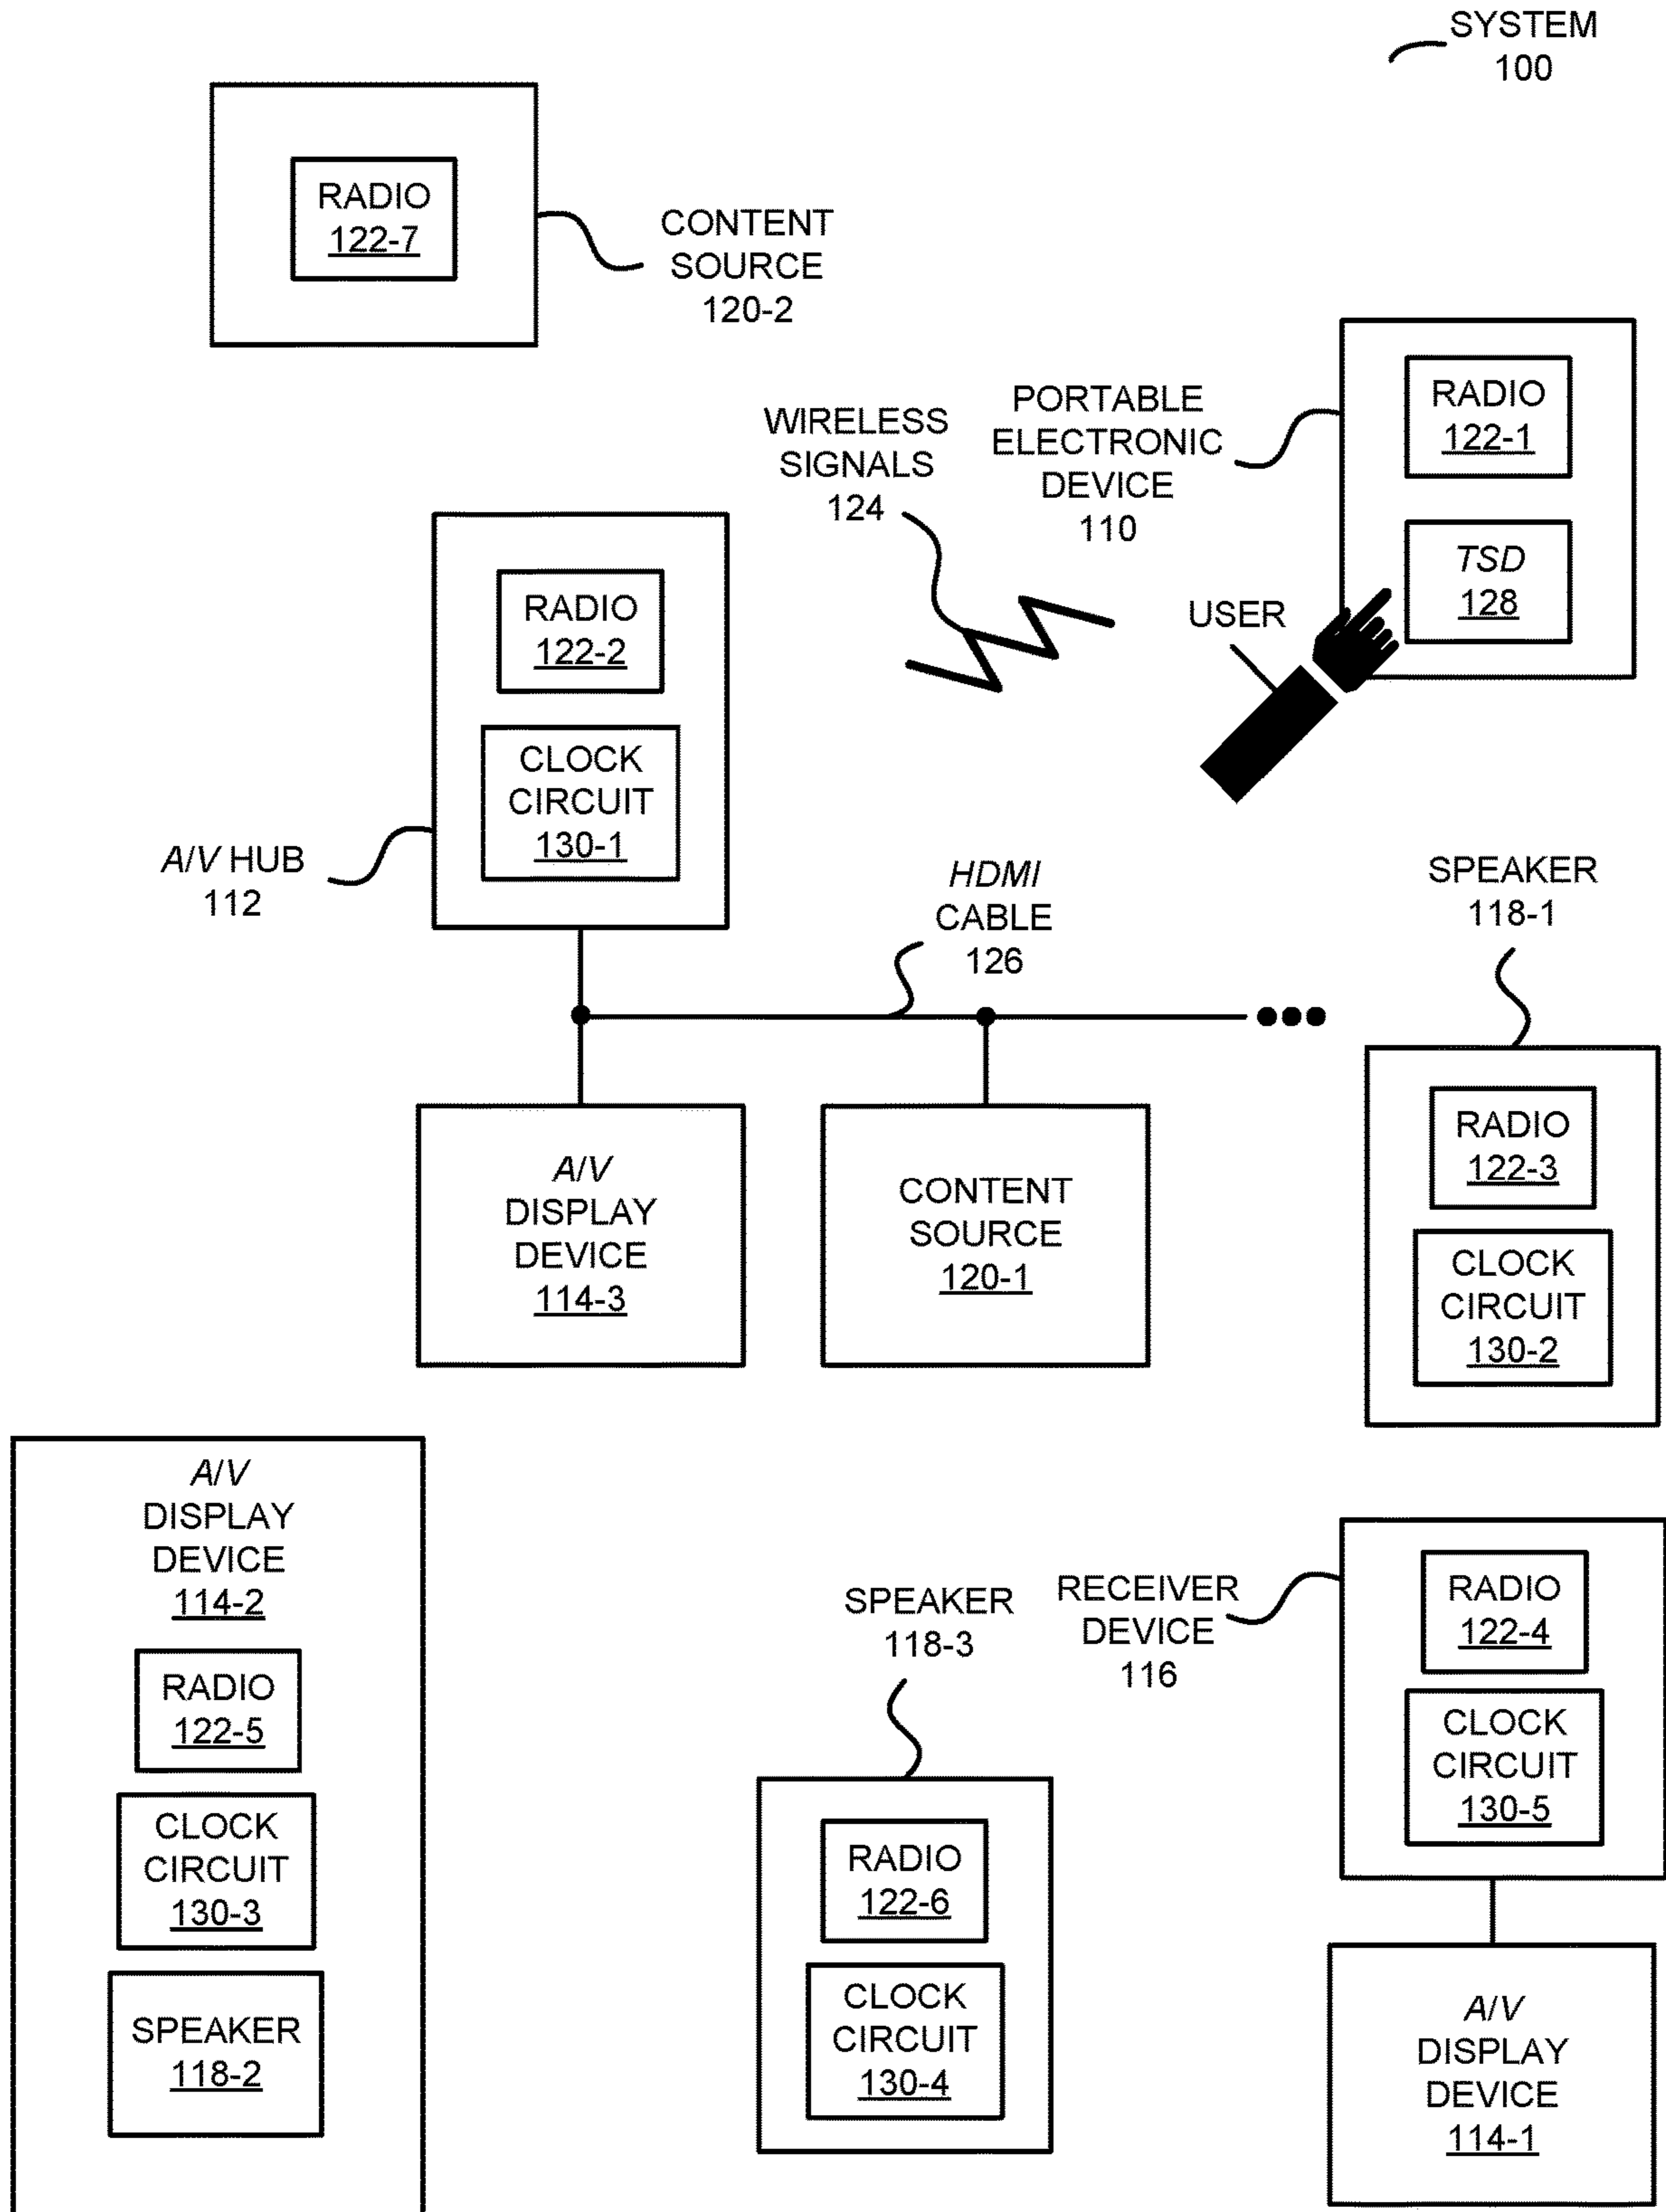 SYSTEM
100
RADIO
122-7
CONTENT
SOURCE
120-2
PORTABLE
ELECTRONIC
DEVICE
110
RADIO
122-1
TSD
128
WIRELESS
SIGNALS
124
USER
RADIO
122-2
CLOCK
CIRCUIT
130-1
A/V HUB
112
HDMI
CABLE
126
SPEAKER
118-1
A/V
DISPLAY
DEVICE
114-3
CONTENT
SOURCE
120-1
RADIO
122-3
CLOCK
CIRCUIT
130-2
A/V
DISPLAY
DEVICE
114-2
RADIO
122-5
CLOCK
CIRCUIT
130-3
SPEAKER
118-2
SPEAKER
118-3
RADIO
122-6
CLOCK
CIRCUIT
130-4
RECEIVER
DEVICE
116
RADIO
122-4
CLOCK
CIRCUIT
130-5
A/V
DISPLAY
DEVICE
114-1